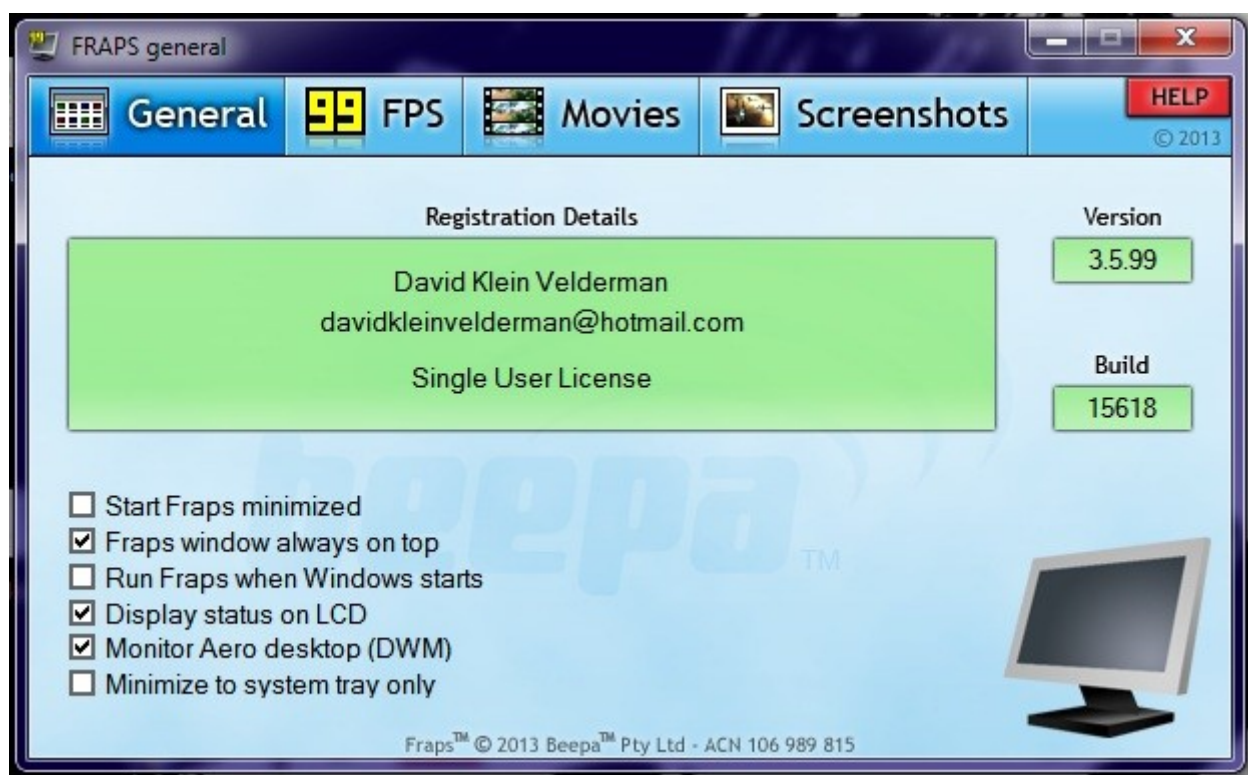 FRAPS general
General
99 FPS
Movies
Screenshots
HELP
© 2013
Registration Details
David Klein Velderman
davidkleinvelderman@hotmail.com
Single User License
Version
3.5.99
Build
15618
beepa
TM
Start Fraps minimized
Fraps window always on top
Run Fraps when Windows starts
Display status on LCD
Monitor Aero desktop (DWM)
Minimize to system tray only
Fraps™ © 2013 Beepa™ Pty Ltd - ACN 106 989 815